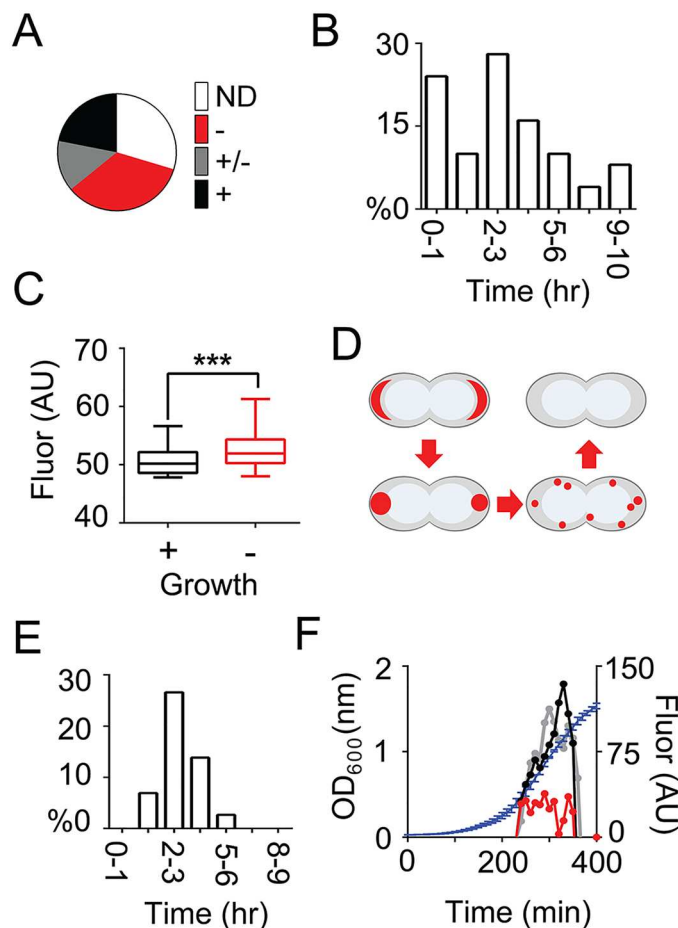 A
ND
-
+/-
+
B
30
15
%0
0-1
2-3
5-6
9-10
Time (hr)
C
70
60
50
40
Fluor (AU)
***
+
-
Growth
D
E
30
20
10
%0
0-1
2-3
5-6
8-9
Time (hr)
F
2
1
0
OD600(nm)
150
75
0
Fluor (AU)
0
200
400
Time (min)